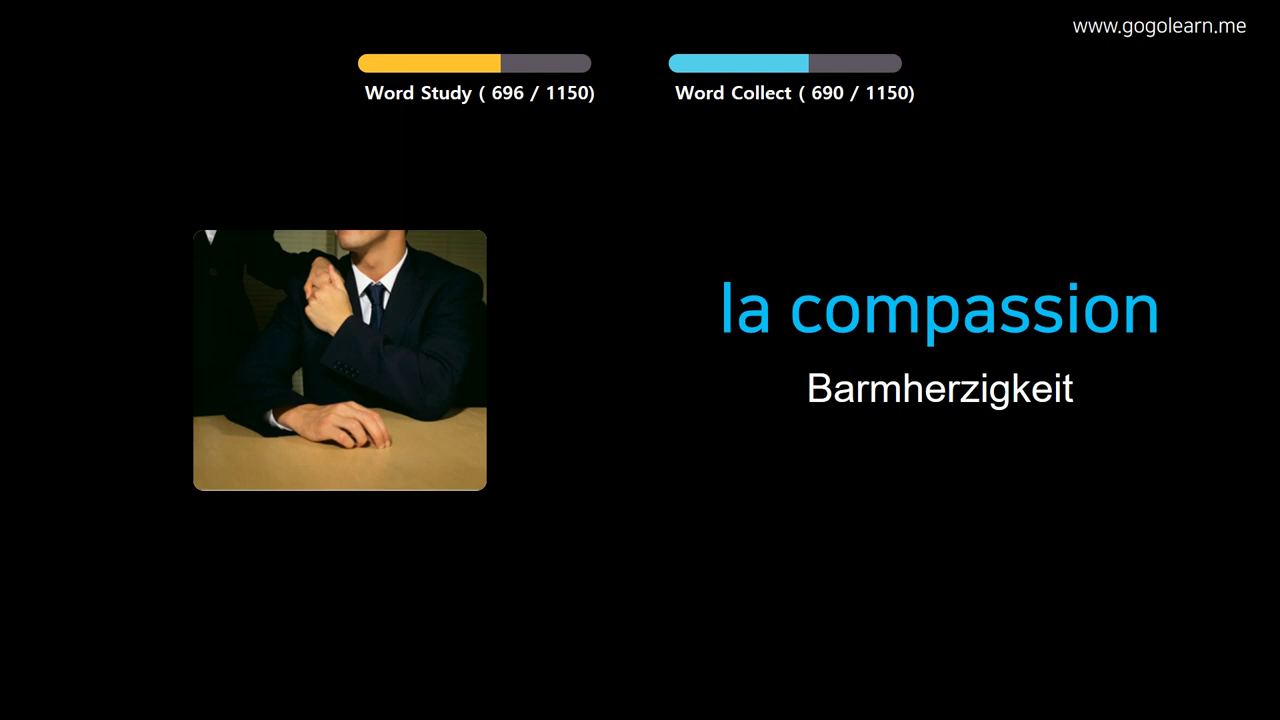 www.gogolearn.me
Word Study ( 696 / 1150)
Word Collect ( 690 / 1150)
la compassion
Barmherzigkeit